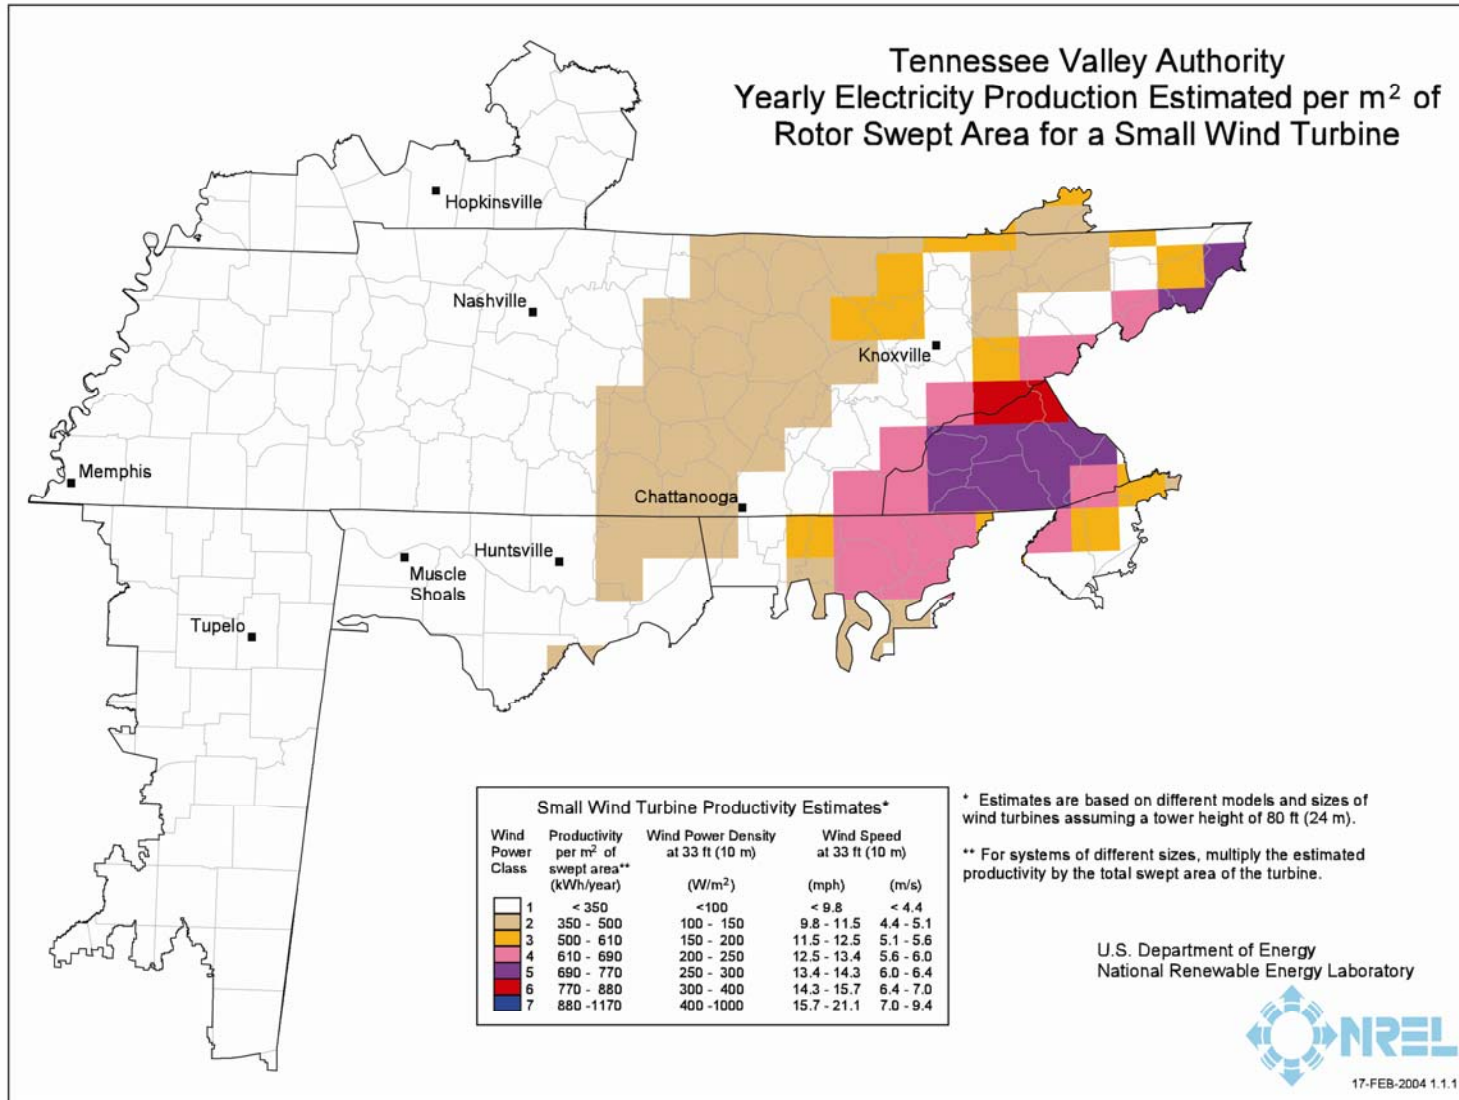 Tennessee Valley Authority
Yearly Electricity Production Estimated per m² of
Rotor Swept Area for a Small Wind Turbine
Hopkinsville
Nashville
Knoxville
Memphis
Chattanooga
Huntsville
Muscle
Shoals
Tupelo
Small Wind Turbine Productivity Estimates*
Wind Power Class | Productivity per m² of swept area** (kWh/year) | Wind Power Density at 33 ft (10 m) (W/m²) | Wind Speed at 33 ft (10 m) (mph) (m/s)
1 < 350 <100 < 9.8 < 4.4
2 350 - 500 100 - 150 9.8 - 11.5 4.4 - 5.1
3 500 - 610 150 - 200 11.5 - 12.5 5.1 - 5.6
4 610 - 690 200 - 250 12.5 - 13.4 5.6 - 6.0
5 690 - 770 250 - 300 13.4 - 14.3 6.0 - 6.4
6 770 - 880 300 - 400 14.3 - 15.7 6.4 - 7.0
7 880 -1170 400 -1000 15.7 - 21.1 7.0 - 9.4
* Estimates are based on different models and sizes of
wind turbines assuming a tower height of 80 ft (24 m).
** For systems of different sizes, multiply the estimated
productivity by the total swept area of the turbine.
U.S. Department of Energy
National Renewable Energy Laboratory
NREL
17-FEB-2004 1.1.1